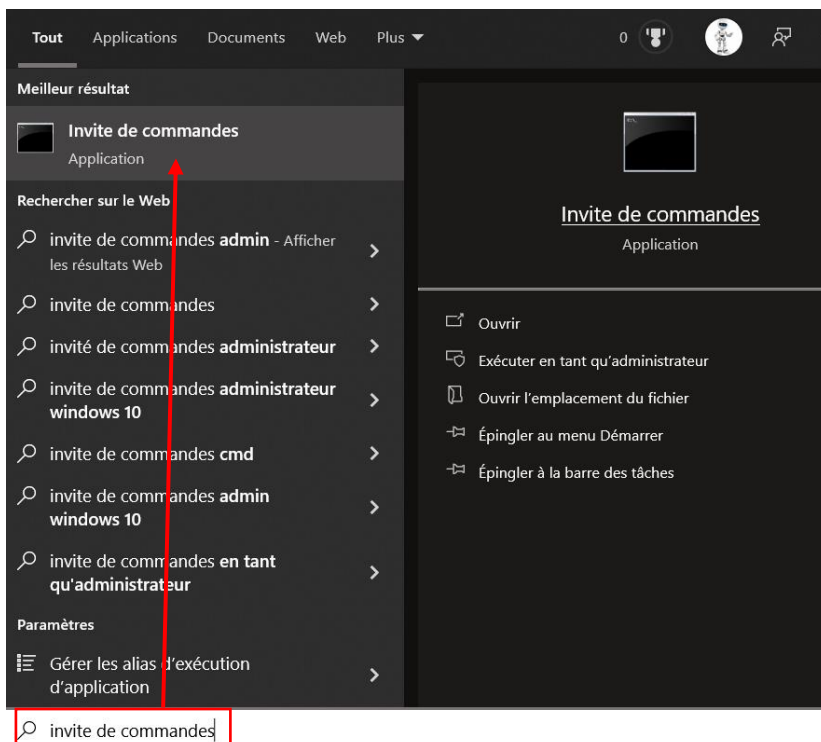 Tout Applications Documents Web Plus 0
Meilleur résultat
Invite de commandes
Application
Rechercher sur le Web
invite de commandes admin - Afficher
les résultats Web
invite de commandes
invité de commandes administrateur
invite de commandes administrateur
windows 10
invite de commandes cmd
invite de commandes admin
windows 10
invite de commandes en tant
qu'administrateur
Paramètres
Gérer les alias d'exécution
d'application
invite de commandes
Invite de commandes
Application
Ouvrir
Exécuter en tant qu'administrateur
Ouvrir l'emplacement du fichier
Épingler au menu Démarrer
Épingler à la barre des tâches